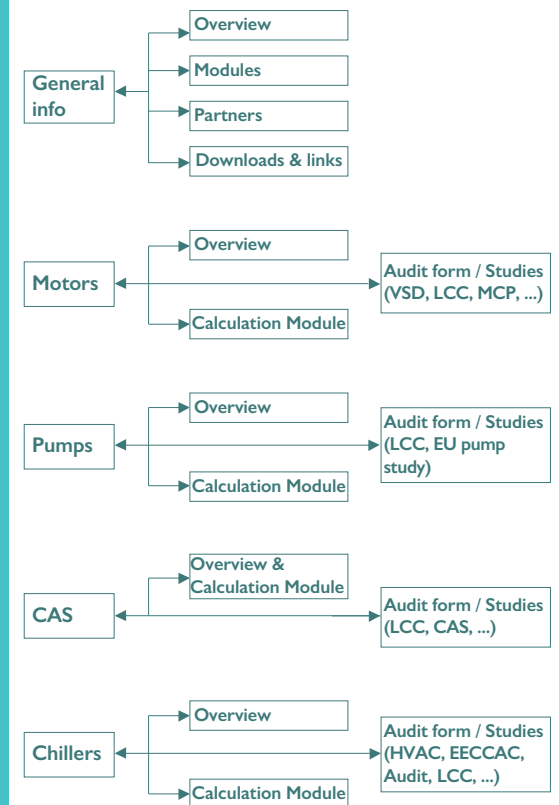 Overview
Modules
General
info
Partners
Downloads & links
Overview
Motors
Audit form / Studies
(VSD, LCC, MCP, ...)
Calculation Module
Overview
Pumps
Audit form / Studies
(LCC, EU pump
study)
Calculation Module
Overview &
Calculation Module
CAS
Audit form / Studies
(LCC, CAS, ...)
Overview
Chillers
Audit form / Studies
(HVAC, EECCAC,
Audit, LCC, ...)
Calculation Module